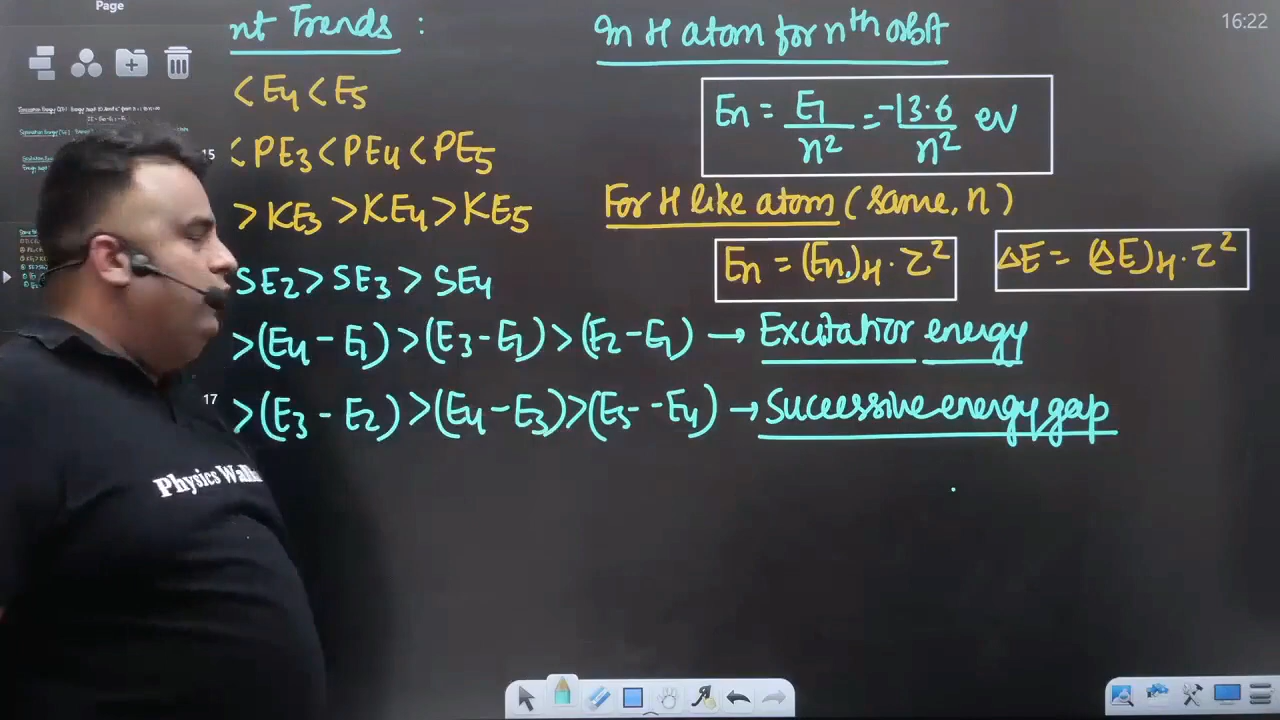 Page
16:22
nt Trends :
< E4 < E5
15
< PE3 < PE4 < PE5
> KE3 > KE4 > KE5
SE2 > SE3 > SE4
> (E4 - E1) > (E3 - E1) > (E2 - E1) → Excitation energy
17
> (E3 - E2) > (E4 - E3) > (E5 - -E4) → Sucessive energy gap
In H atom for nth orbit
En = E1/n² = -13.6/n² ev
For H like atom (same, n)
En = (En)H · Z²
ΔE = (ΔE)H · Z²
Physics Walla